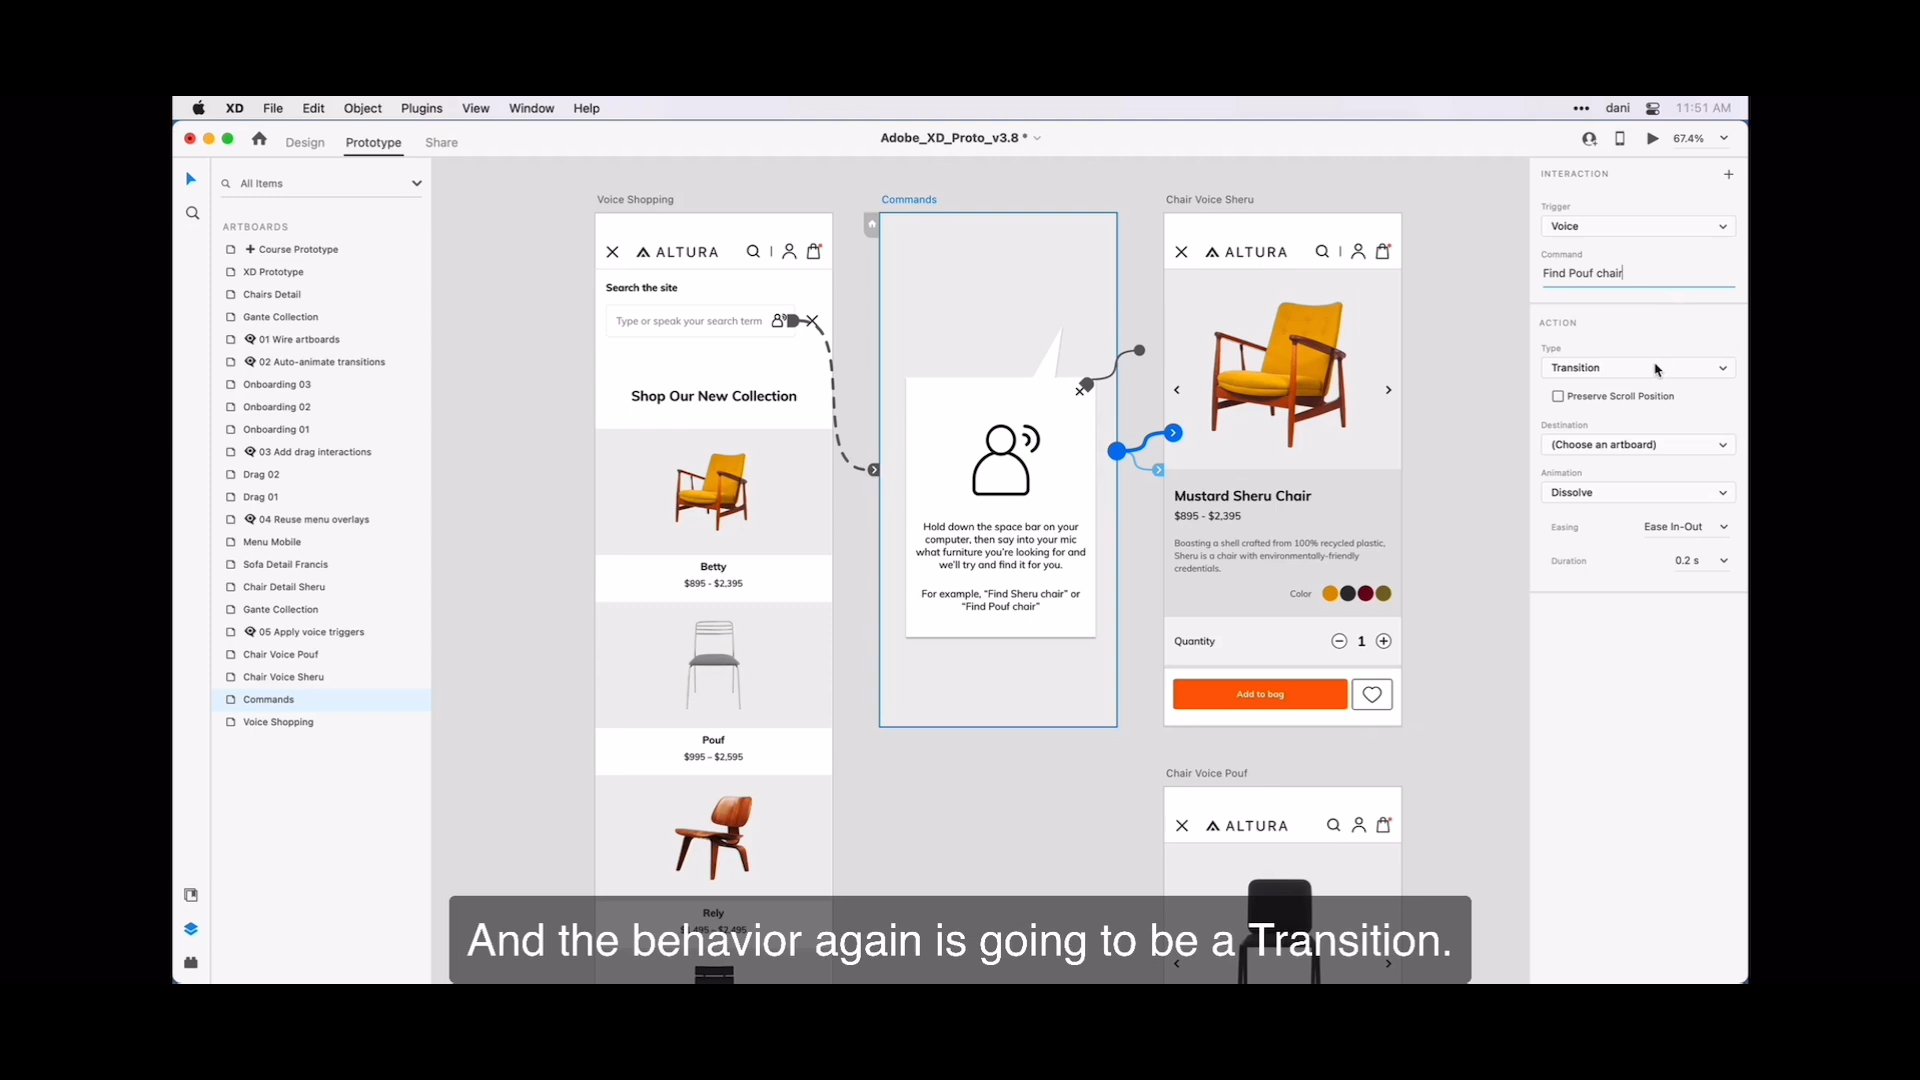 XD File Edit Object Plugins View Window Help
••• dani 11:51 AM
Design Prototype Share
Adobe_XD_Proto_v3.8 *
67.4%
All Items
ARTBOARDS
Course Prototype
XD Prototype
Chairs Detail
Gante Collection
01 Wire artboards
02 Auto-animate transitions
Onboarding 03
Onboarding 02
Onboarding 01
03 Add drag interactions
Drag 02
Drag 01
04 Reuse menu overlays
Menu Mobile
Sofa Detail Francis
Chair Detail Sheru
Gante Collection
05 Apply voice triggers
Chair Voice Pouf
Chair Voice Sheru
Commands
Voice Shopping
Voice Shopping
ALTURA
Search the site
Type or speak your search term
Shop Our New Collection
Betty
$895 - $2,395
Pouf
$995 – $2,595
Rely
Commands
Hold down the space bar on your
computer, then say into your mic
what furniture you're looking for and
we'll try and find it for you.
For example, “Find Sheru chair” or
“Find Pouf chair”
Chair Voice Sheru
ALTURA
Mustard Sheru Chair
$895 - $2,395
Boasting a shell crafted from 100% recycled plastic,
Sheru is a chair with environmentally-friendly
credentials.
Color
Quantity
1
Add to bag
Chair Voice Pouf
ALTURA
INTERACTION
Trigger
Voice
Command
Find Pouf chair
ACTION
Type
Transition
Preserve Scroll Position
Destination
(Choose an artboard)
Animation
Dissolve
Easing Ease In-Out
Duration 0.2 s
And the behavior again is going to be a Transition.